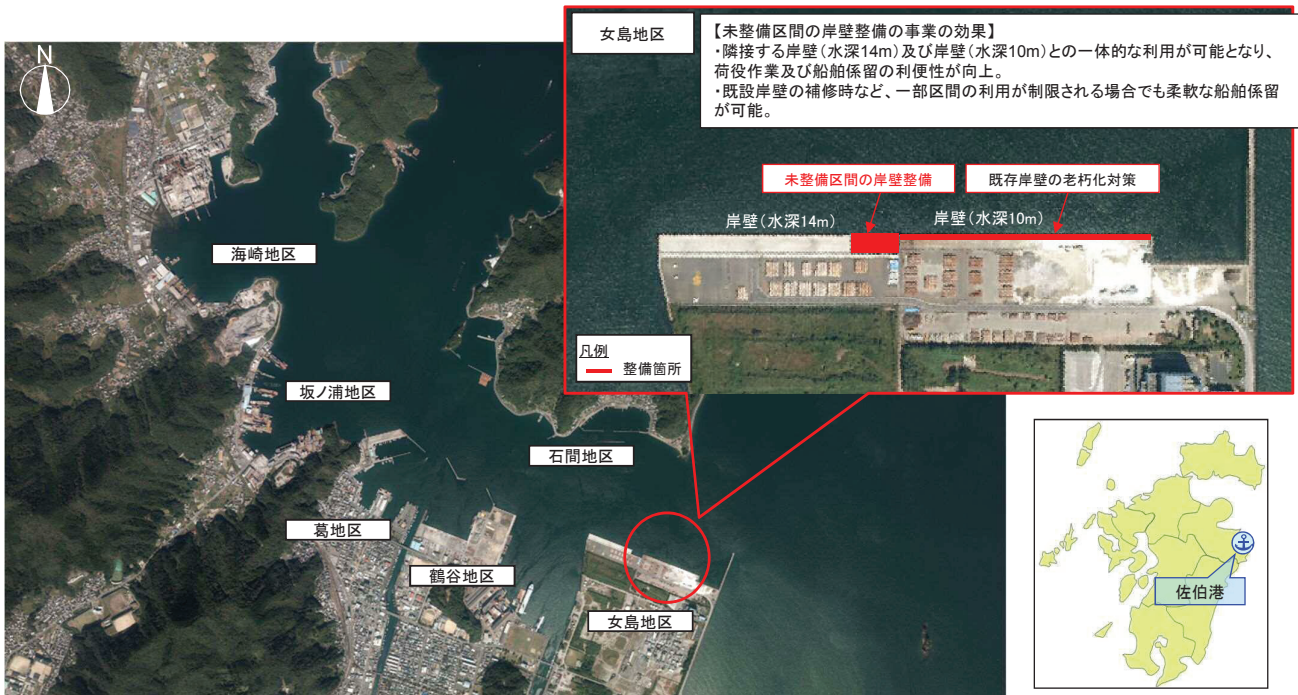 N
女島地区
【未整備区間の岸壁整備の事業の効果】
・隣接する岸壁(水深14m)及び岸壁(水深10m)との一体的な利用が可能となり、
荷役作業及び船舶係留の利便性が向上。
・既設岸壁の補修時など、一部区間の利用が制限される場合でも柔軟な船舶係留
が可能。
未整備区間の岸壁整備
既存岸壁の老朽化対策
岸壁(水深14m)
岸壁(水深10m)
凡例
整備箇所
海崎地区
坂ノ浦地区
石間地区
葛地区
鶴谷地区
女島地区
佐伯港